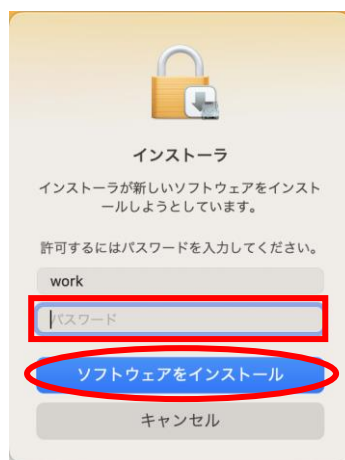 インストーラ
インストーラが新しいソフトウェアをインスト
ールしようとしています。
許可するにはパスワードを入力してください。
work
パスワード
ソフトウェアをインストール
キャンセル